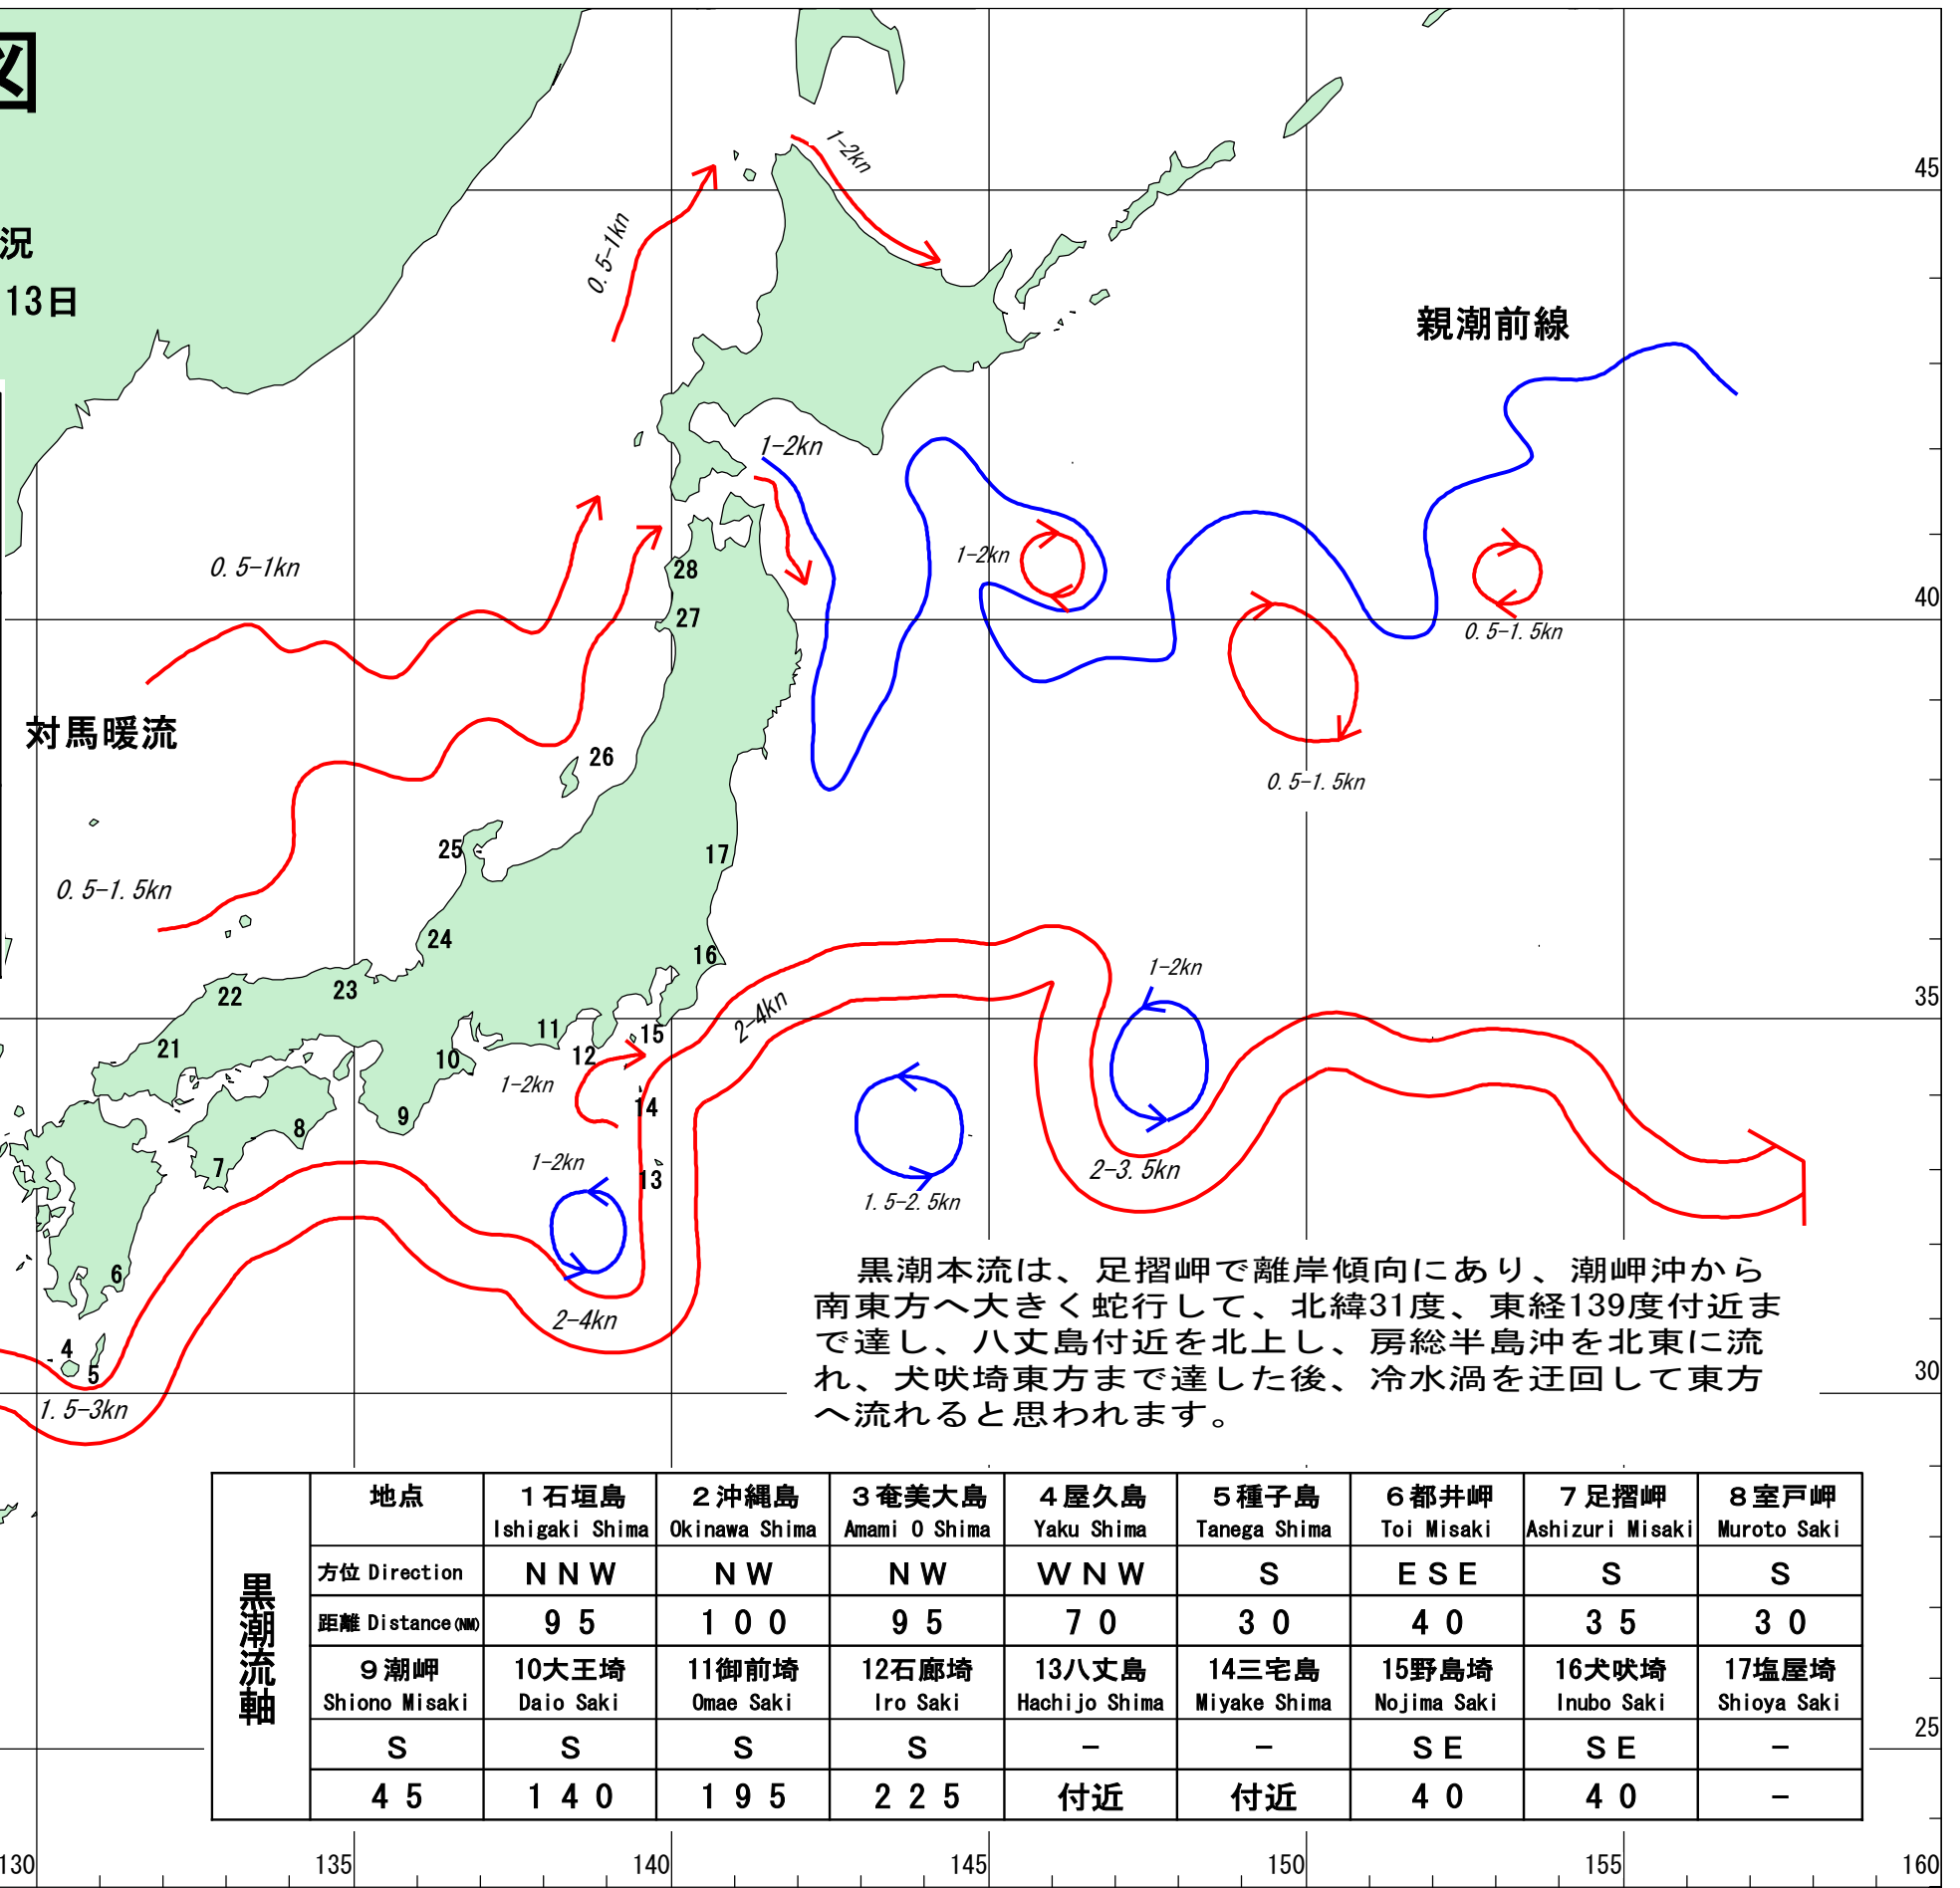 図
況
13日
45
1-2kn
0.5-1kn
親潮前線
1-2kn
0.5-1kn
1-2kn
28
27
40
0.5-1.5kn
対馬暖流
26
0.5-1.5kn
25
17
0.5-1.5kn
24
16
1-2kn
22
23
35
2-4kn
11
15
21
10
12
1-2kn
14
9
8
7
1-2kn
13
2-3.5kn
1.5-2.5kn
6
2-4kn
4
5
1.5-3kn
30
黒潮本流は、足摺岬で離岸傾向にあり、潮岬沖から
南東方へ大きく蛇行して、北緯31度、東経139度付近ま
で達し、八丈島付近を北上し、房総半島沖を北東に流
れ、犬吠埼東方まで達した後、冷水渦を迂回して東方
へ流れると思われます。
黒潮流軸
地点 1石垣島 2沖縄島 3奄美大島 4屋久島 5種子島 6都井岬 7足摺岬 8室戸岬
Ishigaki Shima Okinawa Shima Amami O Shima Yaku Shima Tanega Shima Toi Misaki Ashizuri Misaki Muroto Saki
方位 Direction NNW NW NW WNW S ESE S S
距離 Distance(NM) 95 100 95 70 30 40 35 30
9潮岬 10大王埼 11御前埼 12石廊埼 13八丈島 14三宅島 15野島埼 16犬吠埼 17塩屋埼
Shiono Misaki Daio Saki Omae Saki Iro Saki Hachijo Shima Miyake Shima Nojima Saki Inubo Saki Shioya Saki
S S S S - - SE SE -
45 140 195 225 付近 付近 40 40 -
25
130 135 140 145 150 155 160